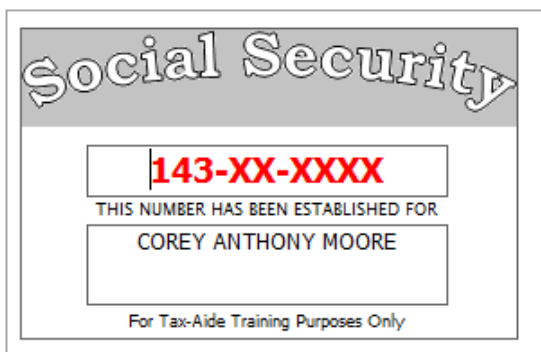 Social Security
143-XX-XXXX
THIS NUMBER HAS BEEN ESTABLISHED FOR
COREY ANTHONY MOORE
For Tax-Aide Training Purposes Only